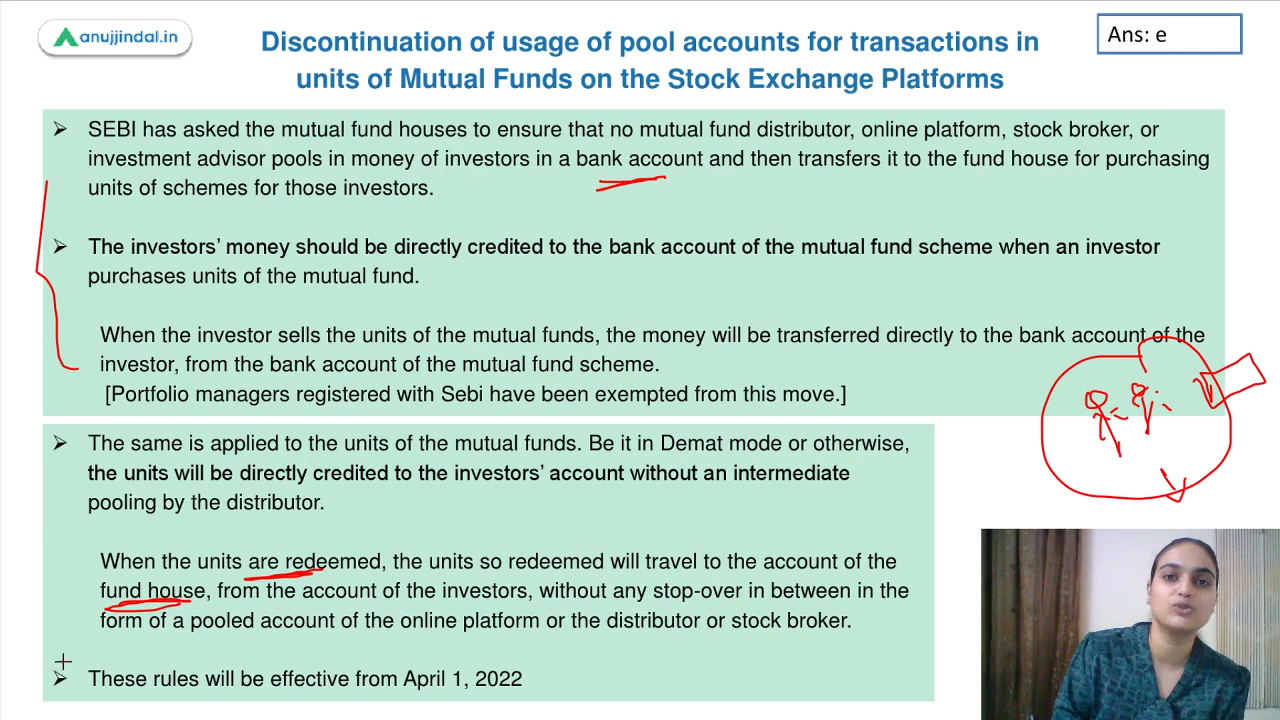 anujjindal.in
Ans: e
Discontinuation of usage of pool accounts for transactions in
units of Mutual Funds on the Stock Exchange Platforms
SEBI has asked the mutual fund houses to ensure that no mutual fund distributor, online platform, stock broker, or
investment advisor pools in money of investors in a bank account and then transfers it to the fund house for purchasing
units of schemes for those investors.
The investors' money should be directly credited to the bank account of the mutual fund scheme when an investor
purchases units of the mutual fund.
When the investor sells the units of the mutual funds, the money will be transferred directly to the bank account of the
investor, from the bank account of the mutual fund scheme.
[Portfolio managers registered with Sebi have been exempted from this move.]
The same is applied to the units of the mutual funds. Be it in Demat mode or otherwise,
the units will be directly credited to the investors' account without an intermediate
pooling by the distributor.
When the units are redeemed, the units so redeemed will travel to the account of the
fund house, from the account of the investors, without any stop-over in between in the
form of a pooled account of the online platform or the distributor or stock broker.
These rules will be effective from April 1, 2022